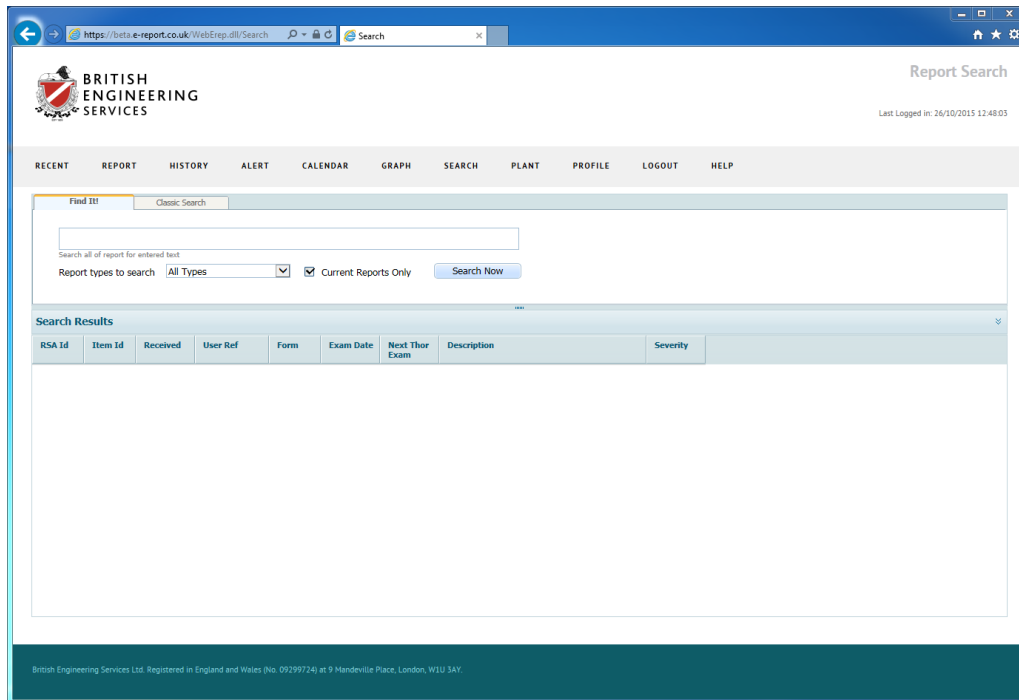 https://beta.e-report.co.uk/WebErep.dll/Search
Search
BRITISH
ENGINEERING
SERVICES
Report Search
Last Logged in: 26/10/2015 12:48:03
RECENT REPORT HISTORY ALERT CALENDAR GRAPH SEARCH PLANT PROFILE LOGOUT HELP
Find It! Classic Search
Search all of report for entered text
Report types to search All Types Current Reports Only Search Now
Search Results
RSA Id Item Id Received User Ref Form Exam Date Next Thor Exam Description Severity
British Engineering Services Ltd. Registered in England and Wales (No. 09299724) at 9 Mandeville Place, London, W1U 3AY.